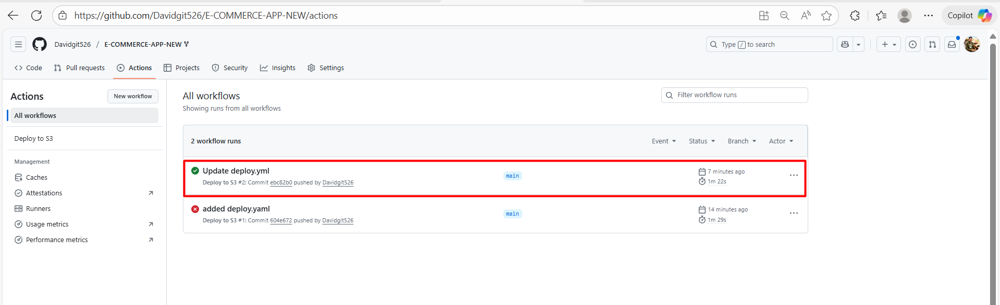 https://github.com/Davidgit526/E-COMMERCE-APP-NEW/actions
Copilot
Davidgit526 / E-COMMERCE-APP-NEW
Type / to search
Code
Pull requests
Actions
Projects
Security
Insights
Settings
Actions
New workflow
All workflows
Deploy to S3
Management
Caches
Attestations
Runners
Usage metrics
Performance metrics
All workflows
Showing runs from all workflows
Filter workflow runs
2 workflow runs
Event
Status
Branch
Actor
Update deploy.yml
Deploy to S3 #2: Commit ebc82b0 pushed by Davidgit526
main
7 minutes ago
1m 22s
added deploy.yaml
Deploy to S3 #1: Commit 604e672 pushed by Davidgit526
main
14 minutes ago
1m 29s